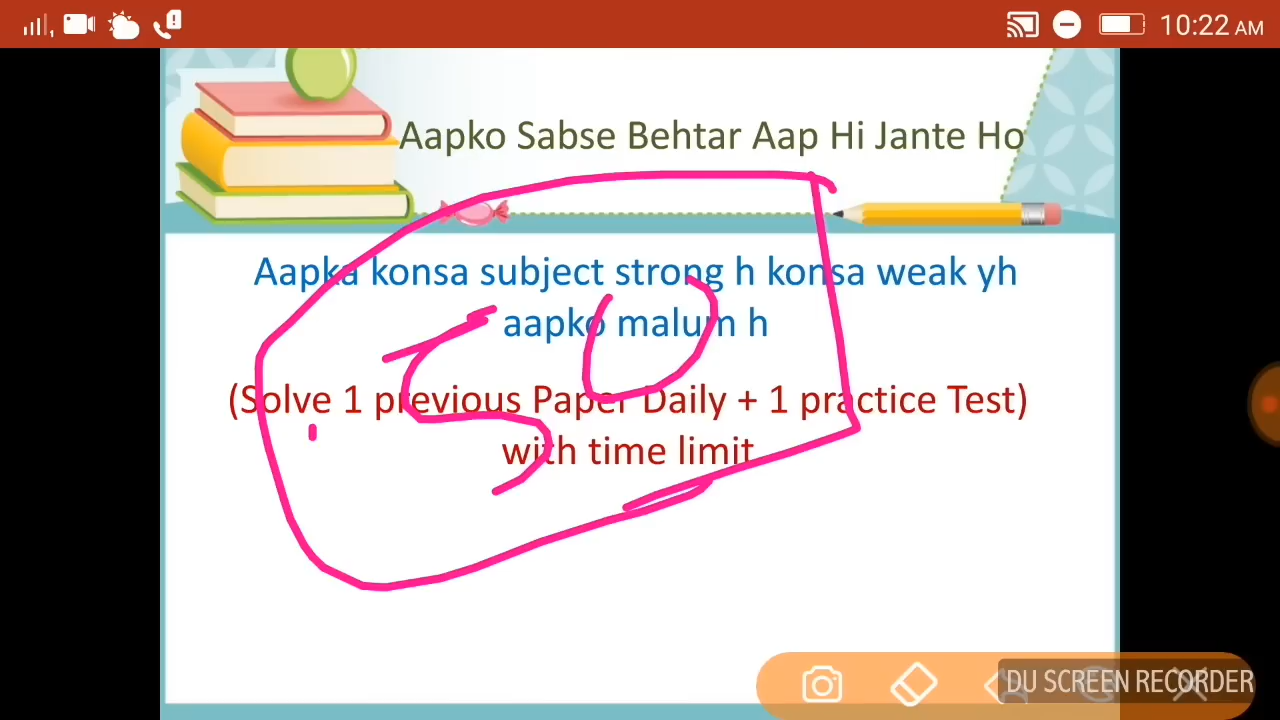 10:22 AM
Aapko Sabse Behtar Aap Hi Jante Ho
Aapka konsa subject strong h konsa weak yh
aapko malum h
(Solve 1 previous Paper Daily + 1 practice Test)
with time limit
50
DU SCREEN RECORDER